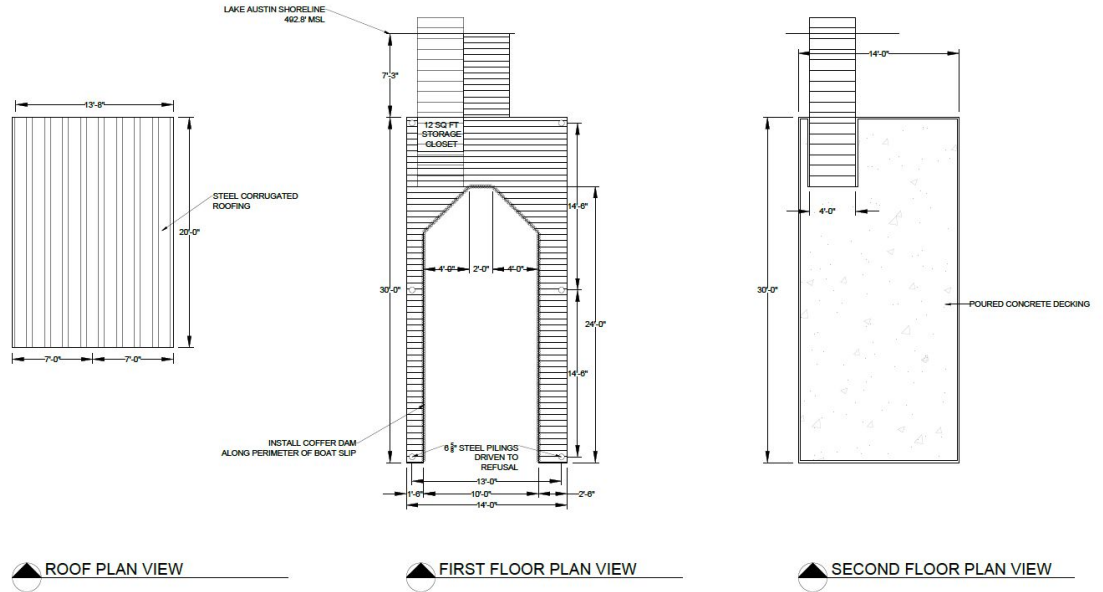 LAKE AUSTIN SHORELINE
492.8' MSL
7'-3"
13'-8"
STEEL CORRUGATED
ROOFING
20'-0"
7'-0"
7'-0"
12 SQ FT
STORAGE
CLOSET
14'-6"
4'-0"
2'-0"
4'-0"
30'-0"
24'-0"
14'-6"
INSTALL COFFER DAM
ALONG PERIMETER OF BOAT SLIP
6 5/8" STEEL PILINGS
DRIVEN TO
REFUSAL
13'-0"
1'-6"
10'-0"
2'-6"
14'-0"
14'-0"
4'-0"
30'-0"
POURED CONCRETE DECKING
ROOF PLAN VIEW
FIRST FLOOR PLAN VIEW
SECOND FLOOR PLAN VIEW